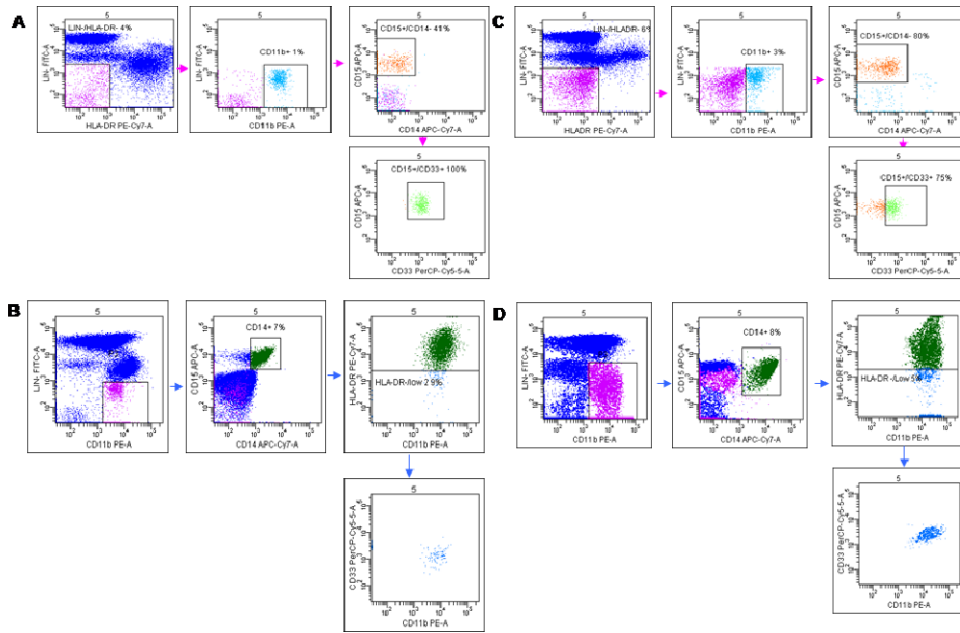 A
5
LIN-/HLA-DR- 4%
LIN- FITC-A
HLA-DR PE-Cy7-A
5
CD11b+ 1%
LIN- FITC-A
CD11b PE-A
5
CD15+/CD14- 41%
CD15 APC-A
CD14 APC-Cy7-A
5
CD15+/CD33+ 100%
CD15 APC-A
CD33 PerCP-Cy5-5-A
C
5
LIN-/HLADR- 6%
LIN- FITC-A
HLADR PE-Cy7-A
5
CD11b+ 3%
LIN- FITC-A
CD11b PE-A
5
CD15+/CD14- 80%
CD15 APC-A
CD14 APC-Cy7-A
5
CD15+/CD33+ 75%
CD15 APC-A
CD33 PerCP-Cy5-5-A
B
5
LIN- FITC-A
CD11b PE-A
5
CD14+ 7%
CD15 APC-A
CD14 APC-Cy7-A
5
HLA-DR-/low 2.9%
HLA-DR PE-Cy7-A
CD11b PE-A
5
CD33 PerCP-Cy5-5-A
CD11b PE-A
D
5
LIN- FITC-A
CD11b PE-A
5
CD14+ 8%
CD15 APC-A
CD14 APC-Cy7-A
5
HLA-DR -/Low 5%
HLA-DR PE-Cy7-A
CD11b PE-A
5
CD33 PerCP-Cy5-5-A
CD11b PE-A